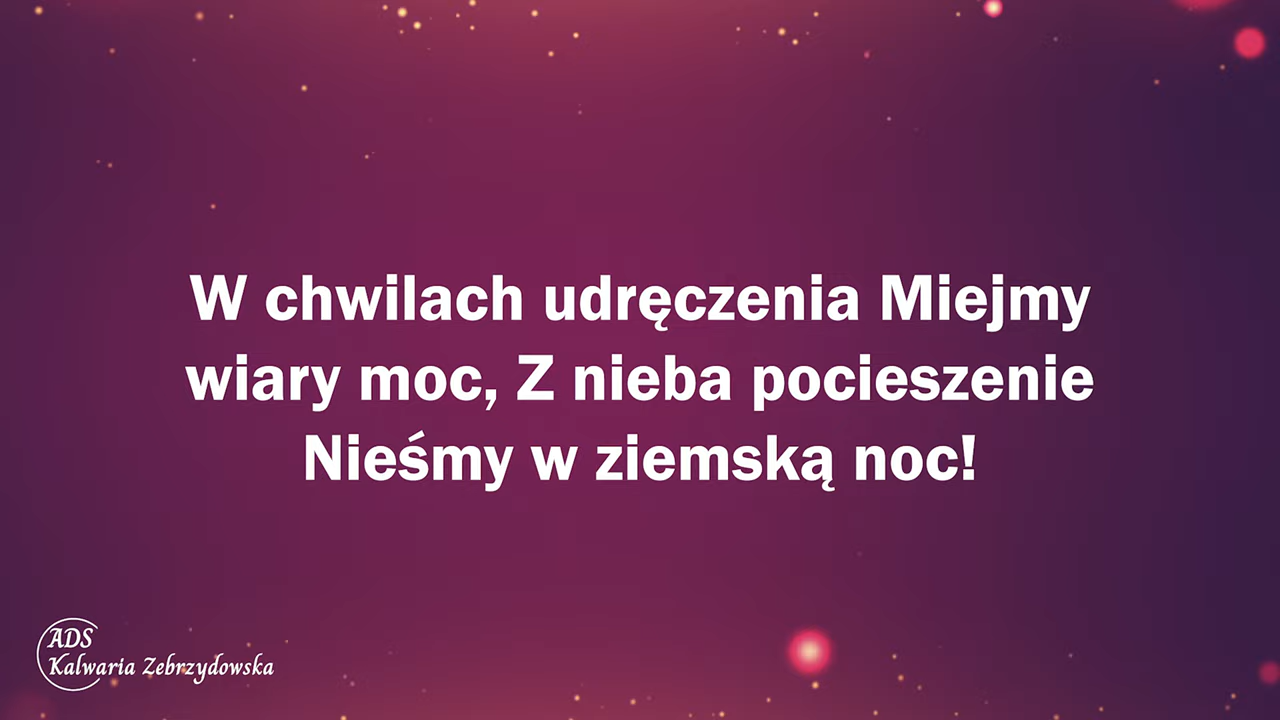 W chwilach udręczenia Miejmy
wiary moc, Z nieba pocieszenie
Nieśmy w ziemską noc!
ADS
Kalwaria Zebrzydowska